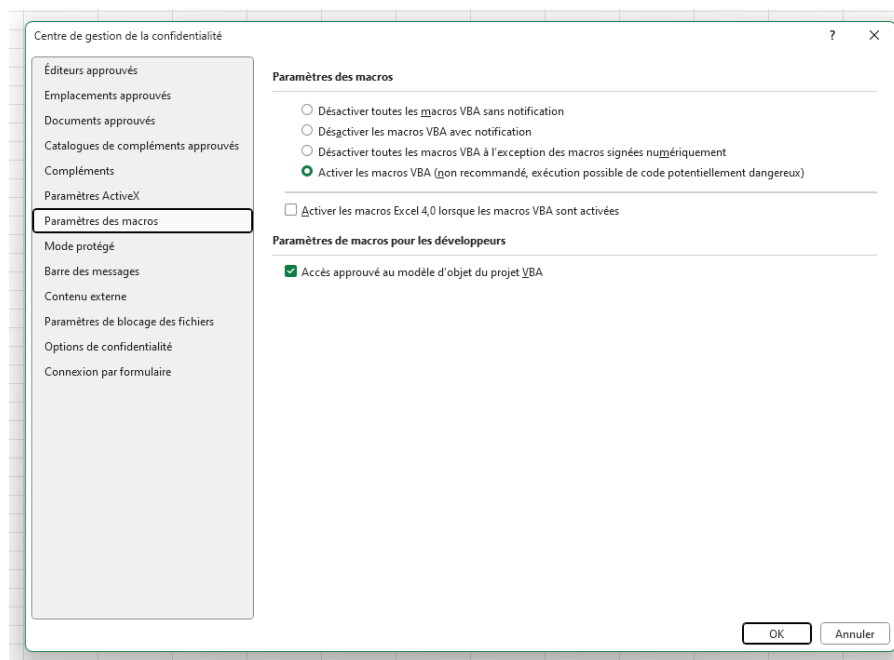 Centre de gestion de la confidentialité
?
Éditeurs approuvés
Emplacements approuvés
Documents approuvés
Catalogues de compléments approuvés
Compléments
Paramètres ActiveX
Paramètres des macros
Mode protégé
Barre des messages
Contenu externe
Paramètres de blocage des fichiers
Options de confidentialité
Connexion par formulaire
Paramètres des macros
Désactiver toutes les macros VBA sans notification
Désactiver les macros VBA avec notification
Désactiver toutes les macros VBA à l'exception des macros signées numériquement
Activer les macros VBA (non recommandé, exécution possible de code potentiellement dangereux)
Activer les macros Excel 4,0 lorsque les macros VBA sont activées
Paramètres de macros pour les développeurs
Accès approuvé au modèle d'objet du projet VBA
OK
Annuler